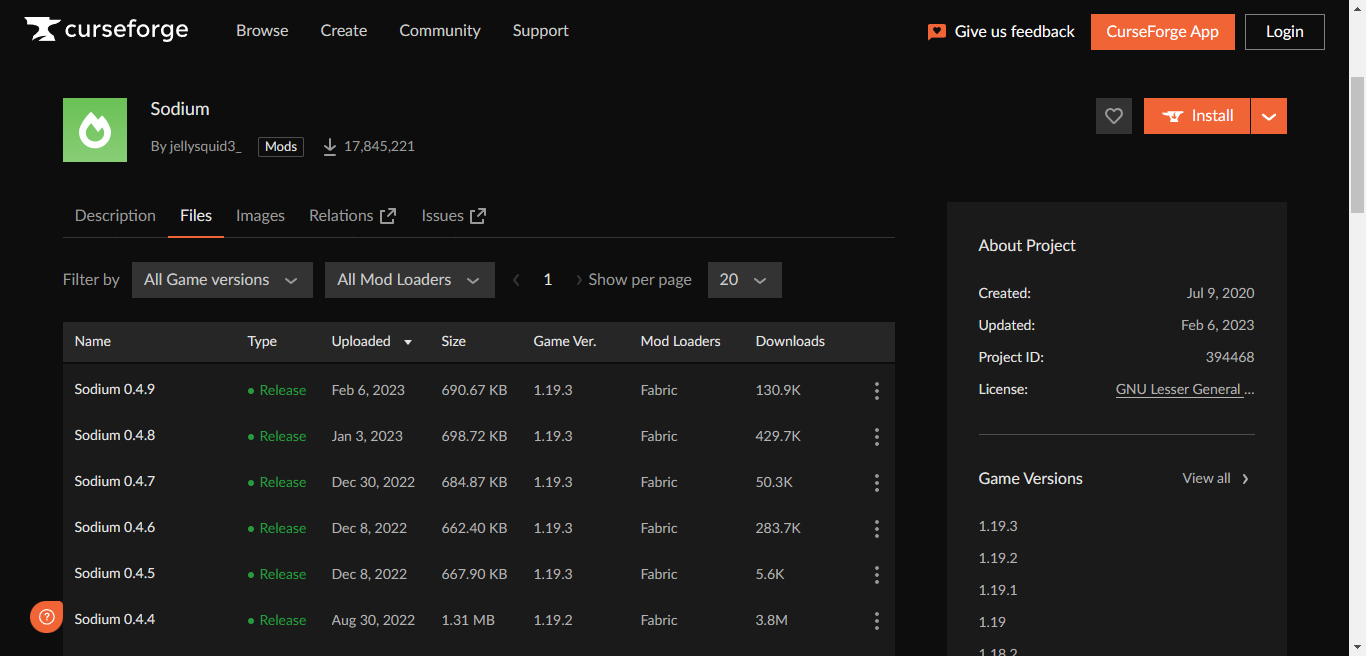 curseforge Browse Create Community Support Give us feedback CurseForge App Login
Sodium
By jellysquid3_ Mods 17,845,221
Install
Description Files Images Relations Issues
Filter by All Game versions All Mod Loaders 1 Show per page 20
Name Type Uploaded Size Game Ver. Mod Loaders Downloads
Sodium 0.4.9 Release Feb 6, 2023 690.67 KB 1.19.3 Fabric 130.9K
Sodium 0.4.8 Release Jan 3, 2023 698.72 KB 1.19.3 Fabric 429.7K
Sodium 0.4.7 Release Dec 30, 2022 684.87 KB 1.19.3 Fabric 50.3K
Sodium 0.4.6 Release Dec 8, 2022 662.40 KB 1.19.3 Fabric 283.7K
Sodium 0.4.5 Release Dec 8, 2022 667.90 KB 1.19.3 Fabric 5.6K
Sodium 0.4.4 Release Aug 30, 2022 1.31 MB 1.19.2 Fabric 3.8M
About Project
Created: Jul 9, 2020
Updated: Feb 6, 2023
Project ID: 394468
License: GNU Lesser General ...
Game Versions View all
1.19.3
1.19.2
1.19.1
1.19
1.18.2